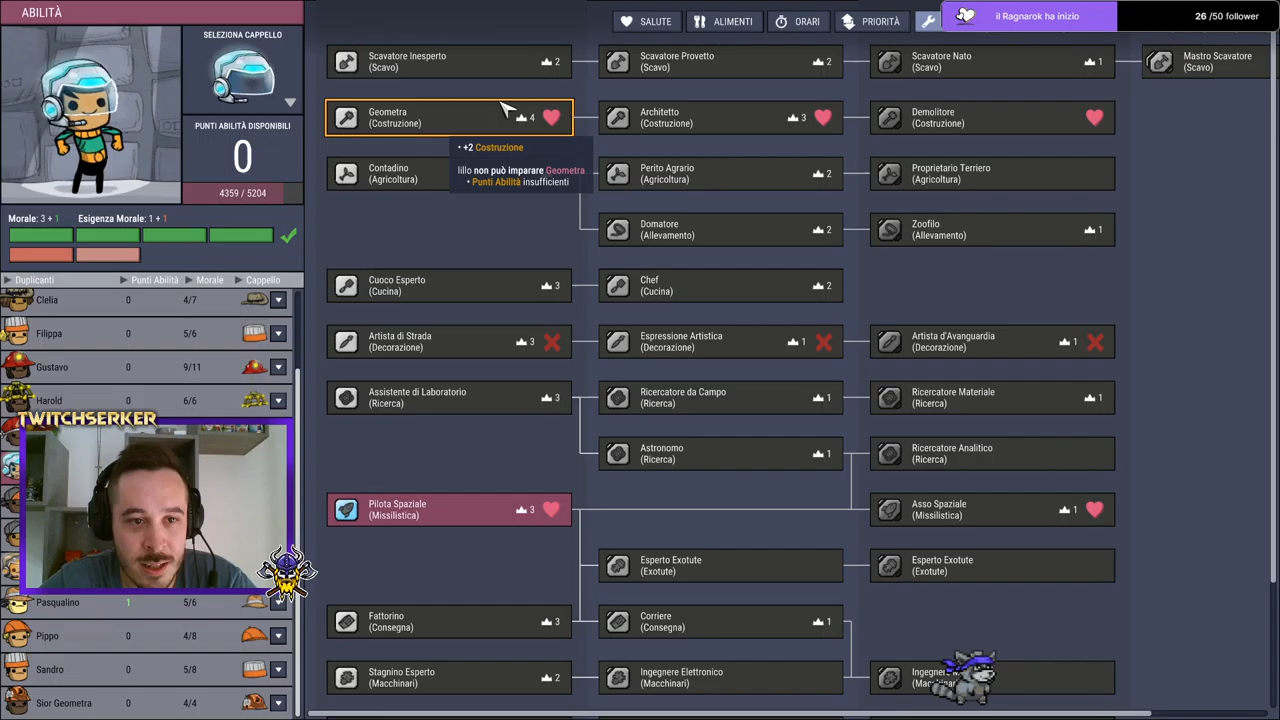 ABILITÀ
SELEZIONA CAPPELLO
PUNTI ABILITÀ DISPONIBILI
0
4359 / 5204
Morale: 3 + 1 Esigenza Morale: 1 + 1
Duplicanti Punti Abilità Morale Cappello
Clelia 0 4/7
Filippa 0 5/6
Gustavo 0 9/11
Harold 0 6/6
TWITCHSERKER
Pasqualino 1 5/6
Pippo 0 4/8
Sandro 0 5/8
Sior Geometra 0 4/4
SALUTE ALIMENTI ORARI PRIORITÀ
il Ragnarok ha inizio
26 /50 follower
Scavatore Inesperto
(Scavo)
2
Scavatore Provetto
(Scavo)
2
Scavatore Nato
(Scavo)
1
Mastro Scavatore
(Scavo)
Geometra
(Costruzione)
4
Architetto
(Costruzione)
3
Demolitore
(Costruzione)
• +2 Costruzione
lillo non può imparare Geometra
• Punti Abilità insufficienti
Contadino
(Agricoltura)
Perito Agrario
(Agricoltura)
2
Proprietario Terriero
(Agricoltura)
Domatore
(Allevamento)
2
Zoofilo
(Allevamento)
1
Cuoco Esperto
(Cucina)
3
Chef
(Cucina)
2
Artista di Strada
(Decorazione)
3
Espressione Artistica
(Decorazione)
1
Artista d'Avanguardia
(Decorazione)
1
Assistente di Laboratorio
(Ricerca)
3
Ricercatore da Campo
(Ricerca)
1
Ricercatore Materiale
(Ricerca)
1
Astronomo
(Ricerca)
1
Ricercatore Analitico
(Ricerca)
Pilota Spaziale
(Missilistica)
3
Asso Spaziale
(Missilistica)
1
Esperto Exotute
(Exotute)
Esperto Exotute
(Exotute)
Fattorino
(Consegna)
3
Corriere
(Consegna)
1
Stagnino Esperto
(Macchinari)
2
Ingegnere Elettronico
(Macchinari)